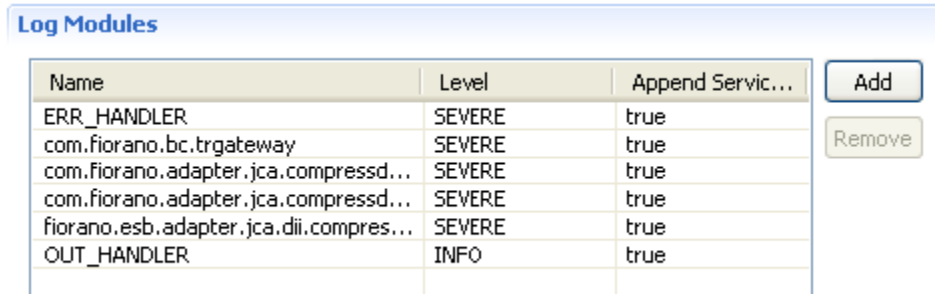 Log Modules
Name Level Append Servic... Add
ERR_HANDLER SEVERE true
com.fiorano.bc.trgateway SEVERE true Remove
com.fiorano.adapter.jca.compressd... SEVERE true
com.fiorano.adapter.jca.compressd... SEVERE true
fiorano.esb.adapter.jca.dii.compres... SEVERE true
OUT_HANDLER INFO true